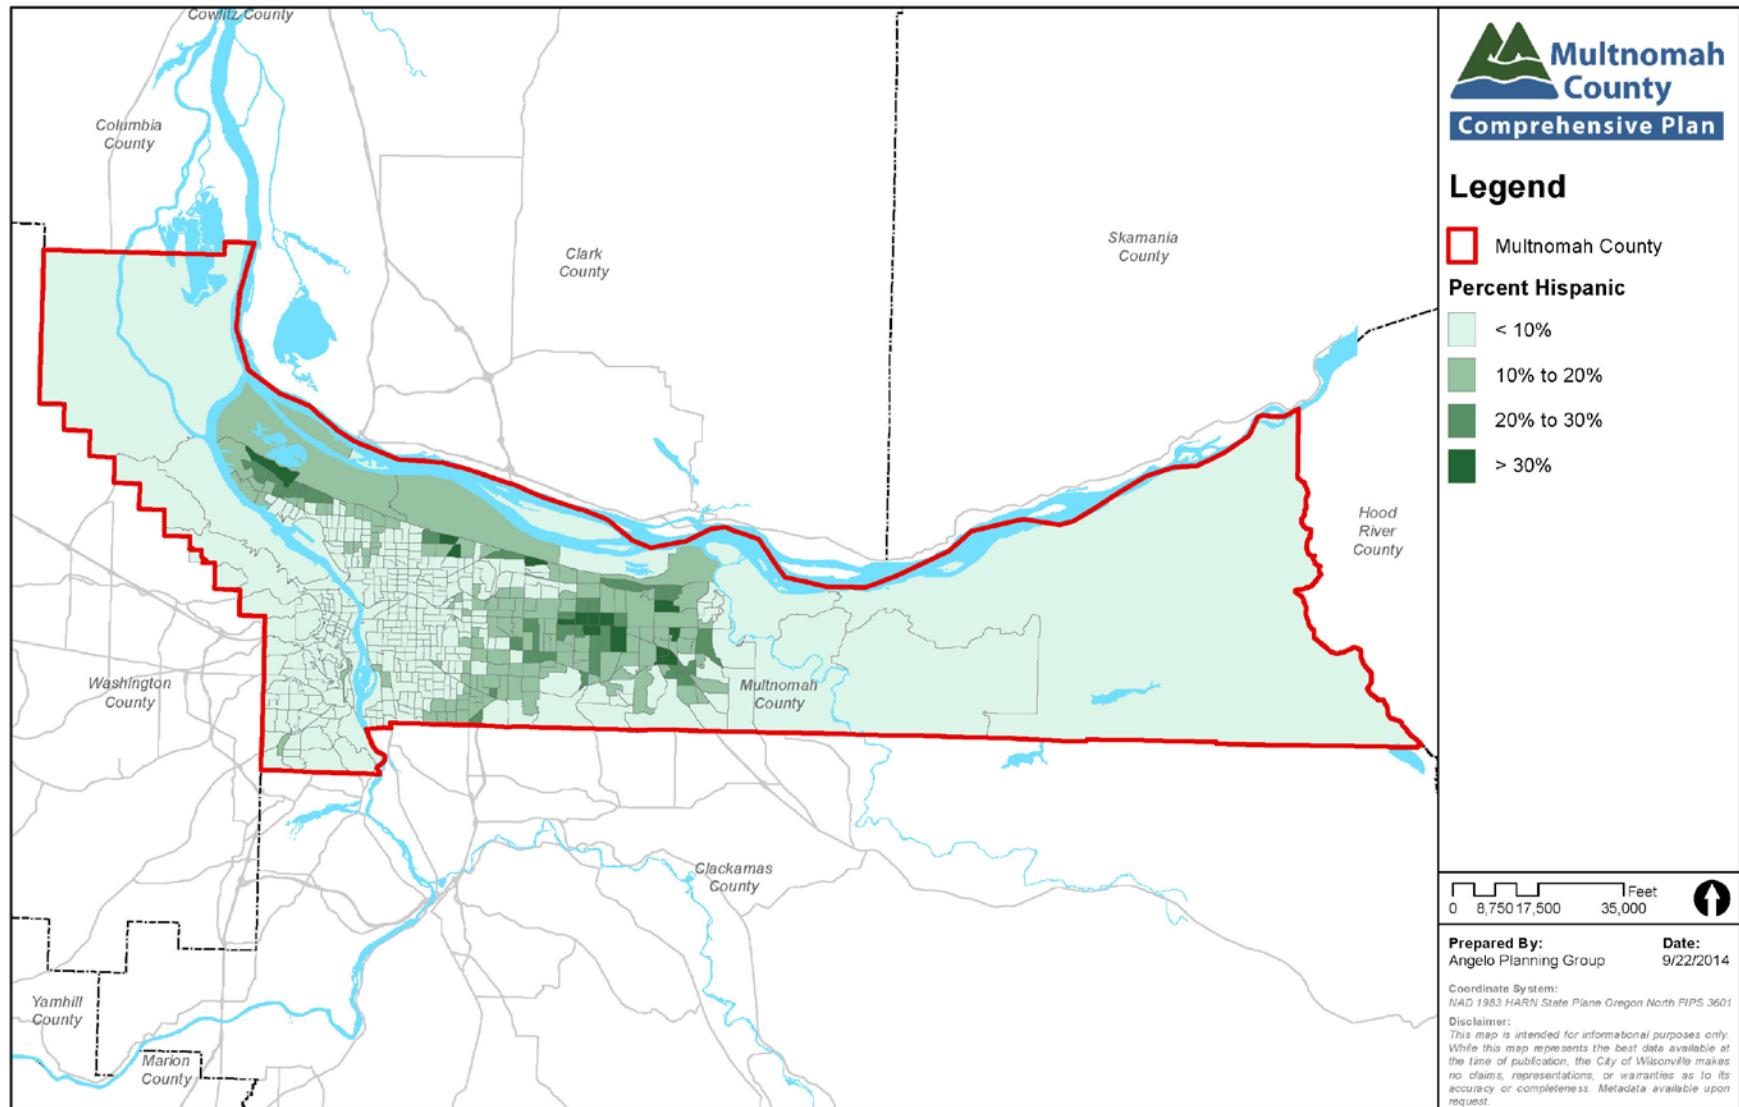 Cowlitz County
Columbia
County
Clark
County
Skamania
County
Hood
River
County
Washington
County
Multnomah
County
Clackamas
County
Yamhill
County
Marion
County
Multnomah
County
Comprehensive Plan
Legend
Multnomah County
Percent Hispanic
< 10%
10% to 20%
20% to 30%
> 30%
Feet
0 8,750 17,500 35,000
Prepared By: Date:
Angelo Planning Group 9/22/2014
Coordinate System:
NAD 1983 HARN State Plane Oregon North FIPS 3601
Disclaimer:
This map is intended for informational purposes only.
While this map represents the best data available at
the time of publication, the City of Wilsonville makes
no claims, representations, or warranties as to its
accuracy or completeness. Metadata available upon
request.